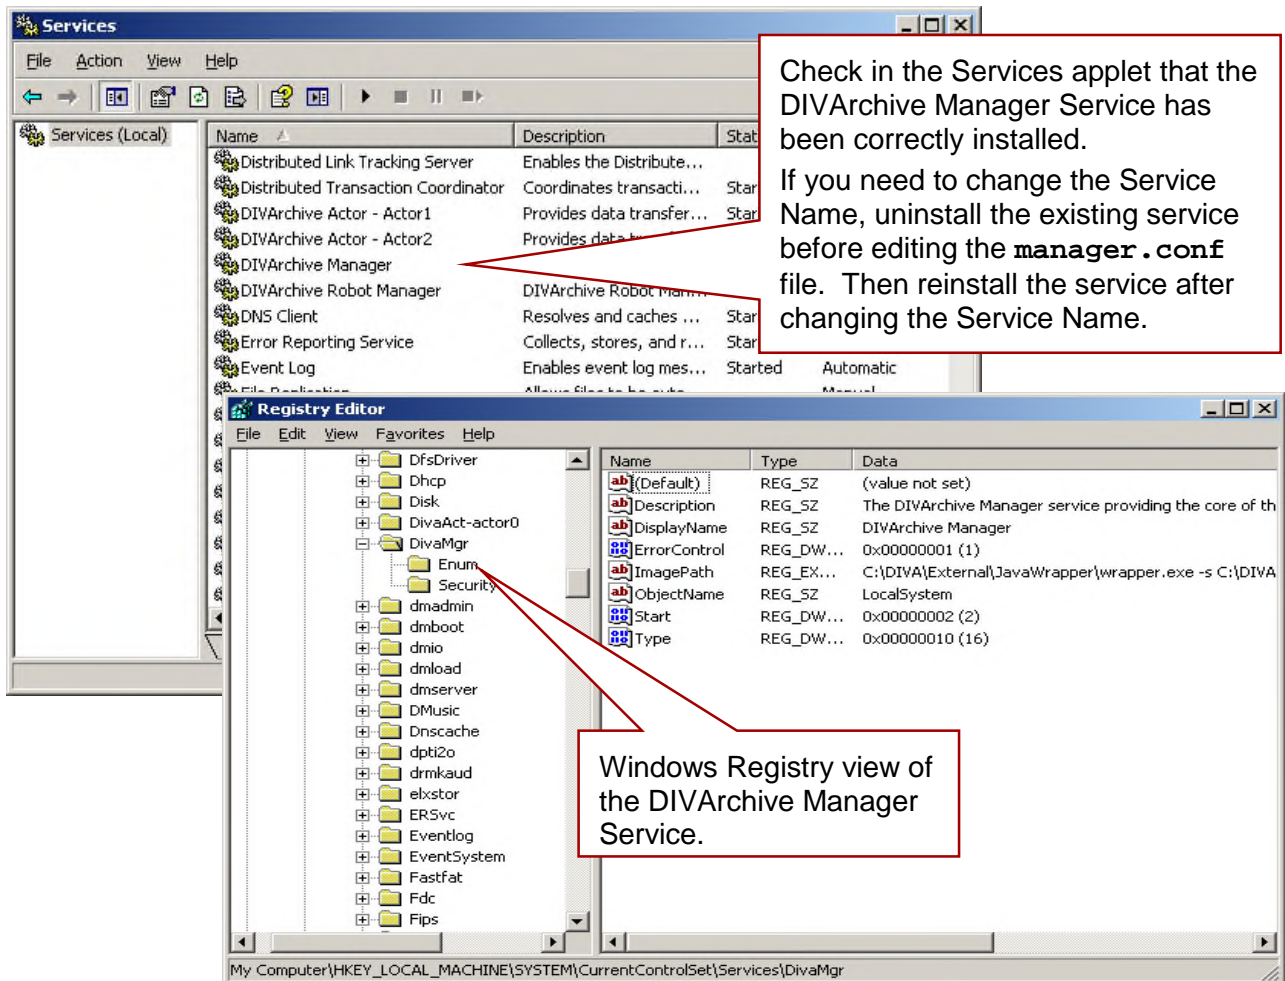 Services
File Action View Help
Services (Local)
Name Description
Distributed Link Tracking Server Enables the Distribute...
Distributed Transaction Coordinator Coordinates transacti...
DIVArchive Actor - Actor1 Provides data transfer...
DIVArchive Actor - Actor2 Provides
DIVArchive Manager
DIVArchive Robot Manager DIVArchive Robot
DNS Client Resolves and caches ...
Error Reporting Service Collects, stores, and r...
Event Log Enables event log mes... Started Automatic
Check in the Services applet that the
DIVArchive Manager Service has
been correctly installed.
If you need to change the Service
Name, uninstall the existing service
before editing the manager.conf
file. Then reinstall the service after
changing the Service Name.
Registry Editor
File Edit View Favorites Help
DfsDriver
Dhcp
Disk
DivaAct-actor0
DivaMgr
Enum
Security
dmadmin
dmboot
dmio
dmload
dmserver
DMusic
Dnscache
dpti2o
drmkaud
elxstor
ERSvc
Eventlog
EventSystem
Fastfat
Fdc
Fips
Name Type Data
(Default) REG_SZ (value not set)
Description REG_SZ The DIVArchive Manager service providing the core of th
DisplayName REG_SZ DIVArchive Manager
ErrorControl REG_DW... 0x00000001 (1)
ImagePath REG_EX... C:\DIVA\External\JavaWrapper\wrapper.exe -s C:\DIVA
ObjectName REG_SZ LocalSystem
Start REG_DW... 0x00000002 (2)
Type REG_DW... 0x00000010 (16)
Windows Registry view of
the DIVArchive Manager
Service.
My Computer\HKEY_LOCAL_MACHINE\SYSTEM\CurrentControlSet\Services\DivaMgr